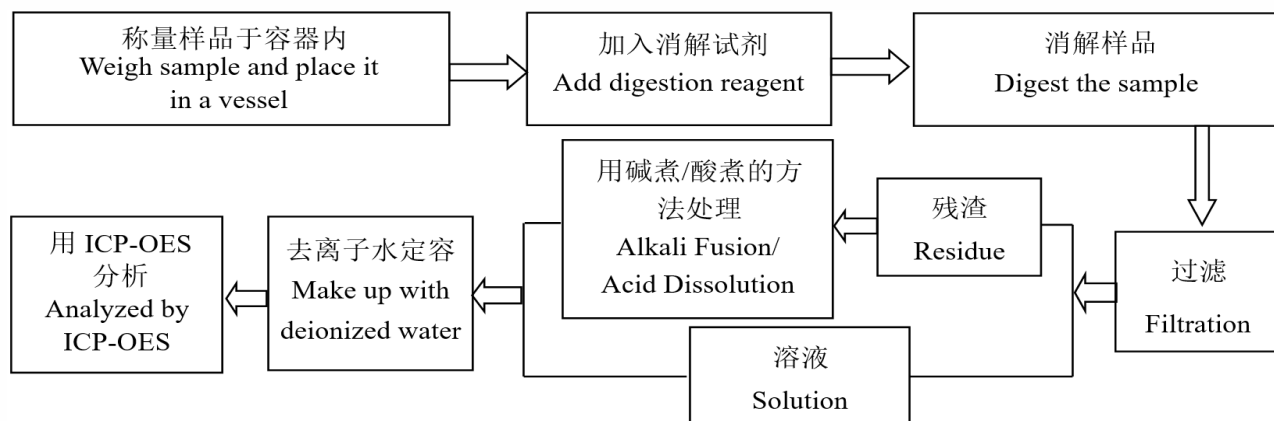 称量样品于容器内
Weigh sample and place it
in a vessel
加入消解试剂
Add digestion reagent
消解样品
Digest the sample
过滤
Filtration
残渣
Residue
用碱煮/酸煮的方
法处理
Alkali Fusion/
Acid Dissolution
溶液
Solution
去离子水定容
Make up with
deionized water
用 ICP-OES
分析
Analyzed by
ICP-OES